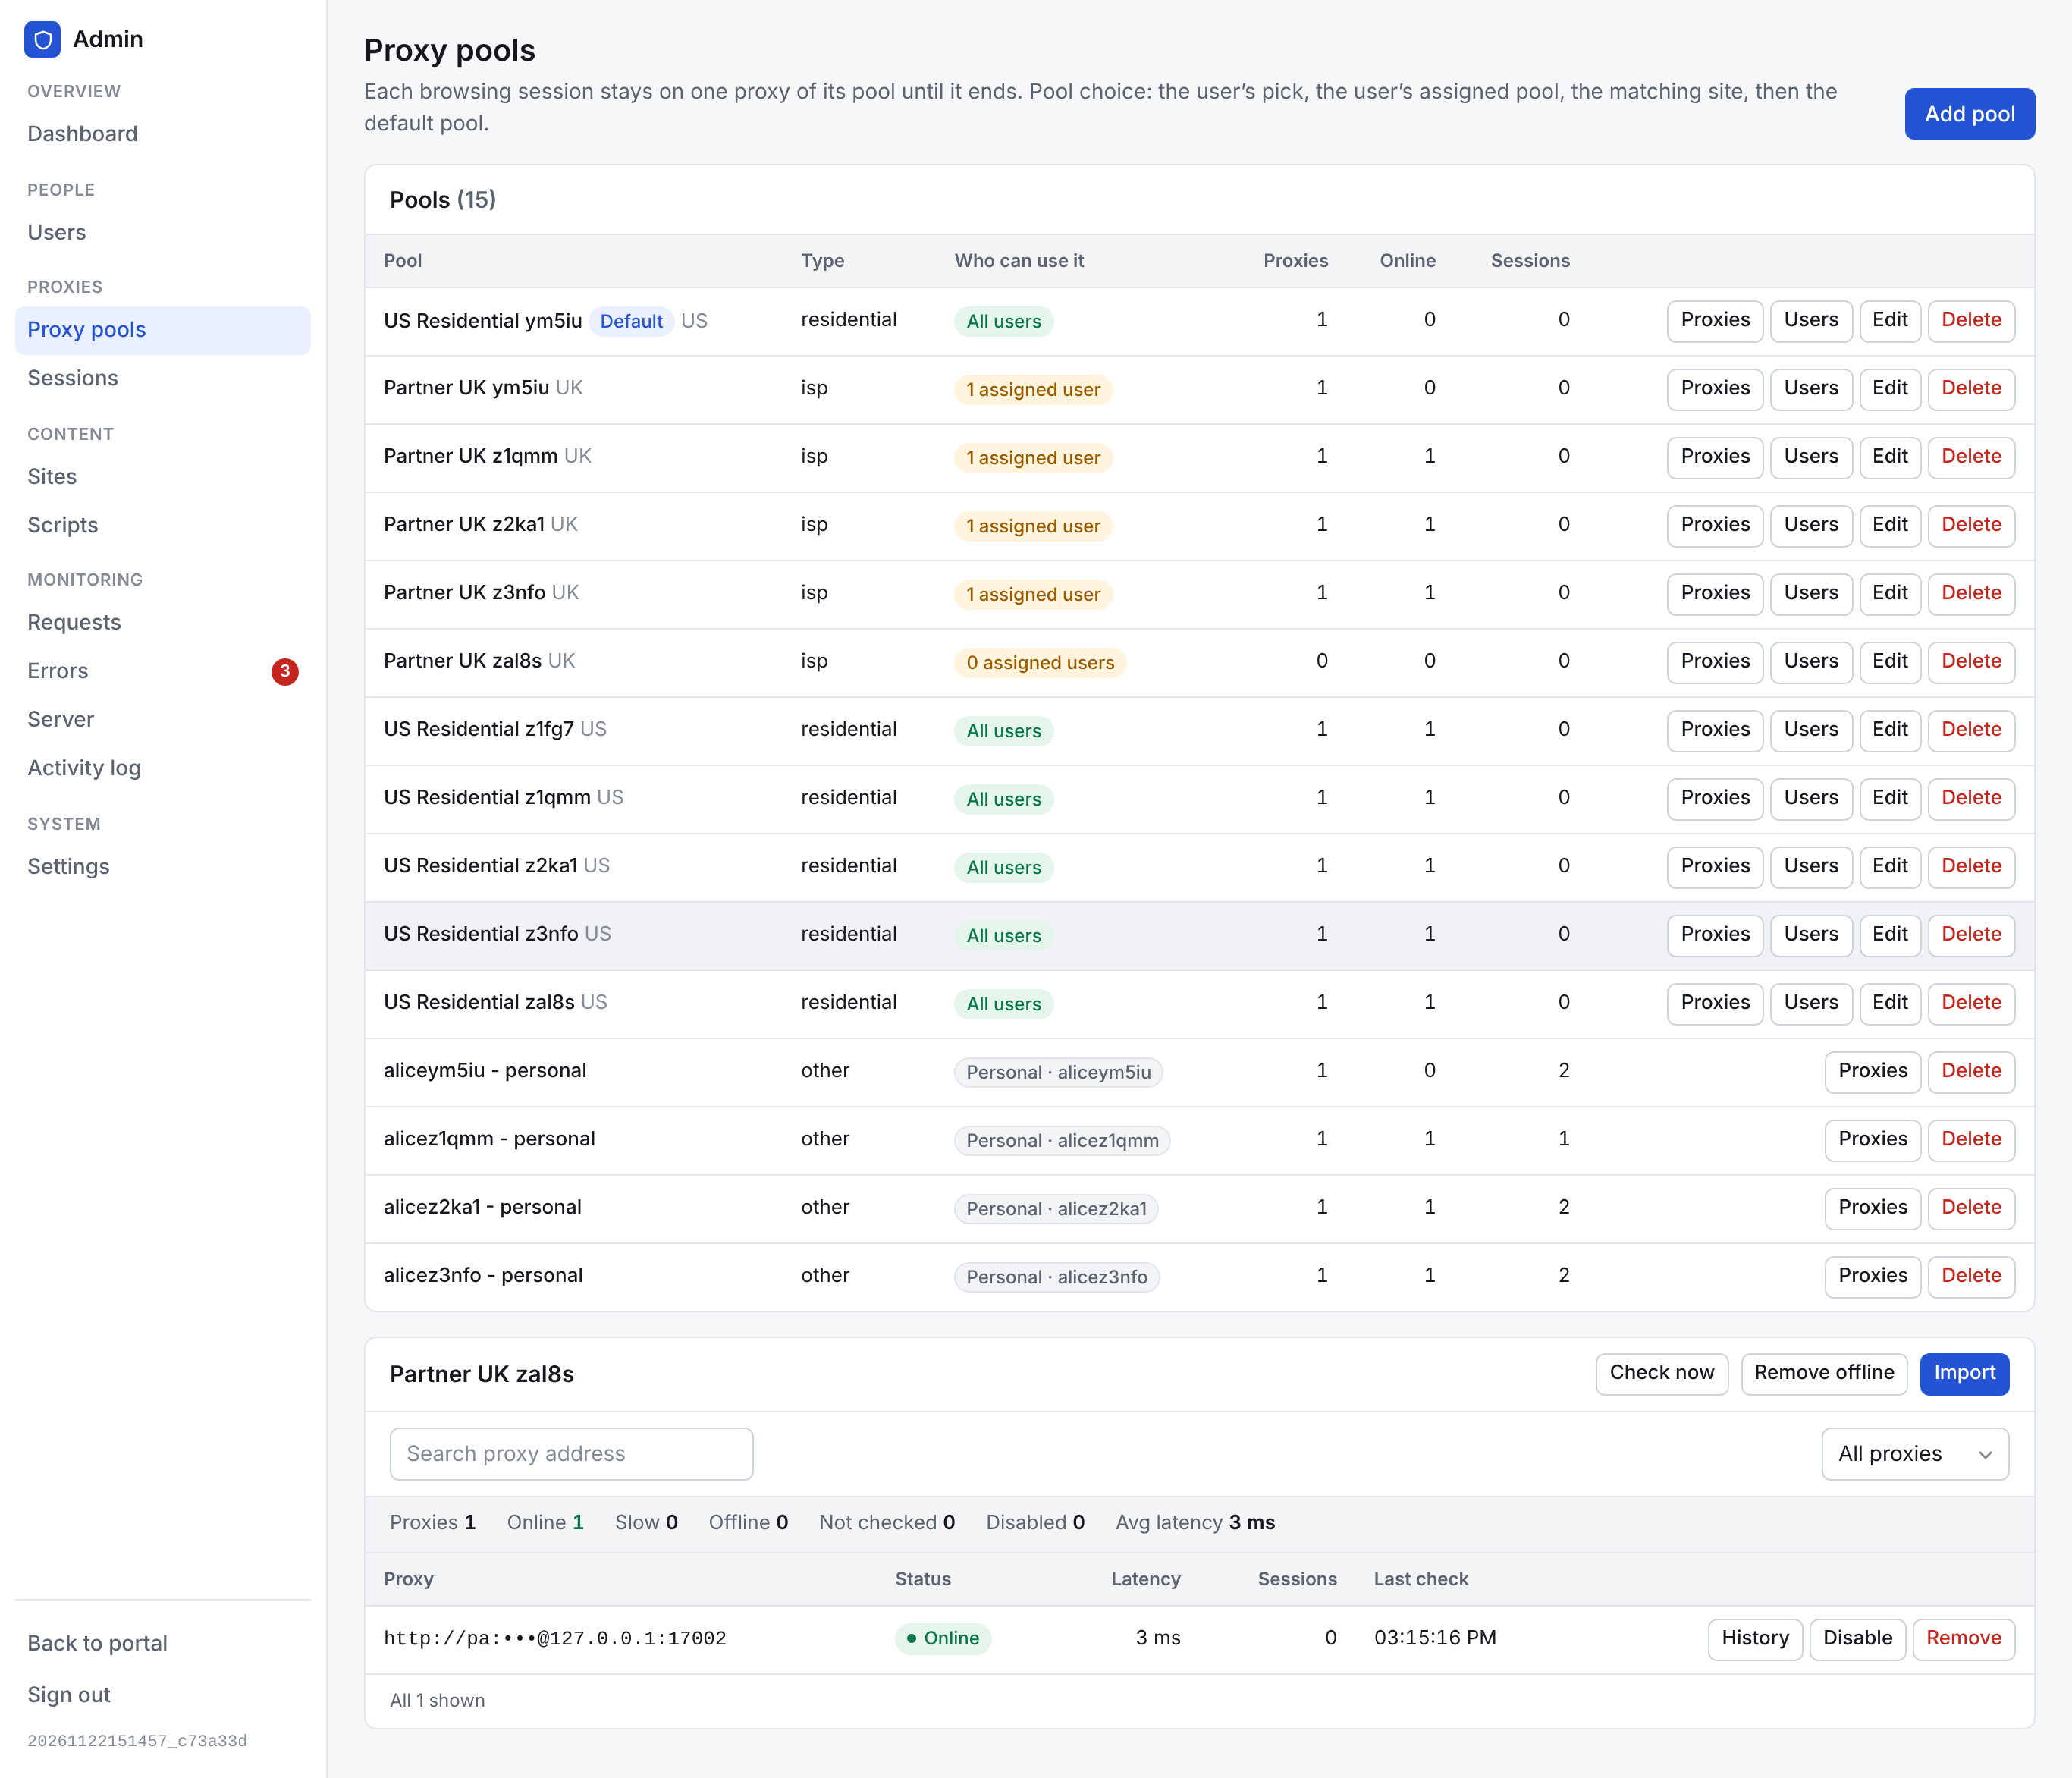 Admin
OVERVIEW
Dashboard
PEOPLE
Users
PROXIES
Proxy pools
Sessions
CONTENT
Sites
Scripts
MONITORING
Requests
Errors 3
Server
Activity log
SYSTEM
Settings
Back to portal
Sign out
20261122151457_c73a33d
Proxy pools
Each browsing session stays on one proxy of its pool until it ends. Pool choice: the user’s pick, the user’s assigned pool, the matching site, then the
default pool.
Add pool
Pools (15)
Pool Type Who can use it Proxies Online Sessions
US Residential ym5iu Default US residential All users 1 0 0 Proxies Users Edit Delete
Partner UK ym5iu UK isp 1 assigned user 1 0 0 Proxies Users Edit Delete
Partner UK z1qmm UK isp 1 assigned user 1 1 0 Proxies Users Edit Delete
Partner UK z2ka1 UK isp 1 assigned user 1 1 0 Proxies Users Edit Delete
Partner UK z3nfo UK isp 1 assigned user 1 1 0 Proxies Users Edit Delete
Partner UK zal8s UK isp 0 assigned users 0 0 0 Proxies Users Edit Delete
US Residential z1fg7 US residential All users 1 1 0 Proxies Users Edit Delete
US Residential z1qmm US residential All users 1 1 0 Proxies Users Edit Delete
US Residential z2ka1 US residential All users 1 1 0 Proxies Users Edit Delete
US Residential z3nfo US residential All users 1 1 0 Proxies Users Edit Delete
US Residential zal8s US residential All users 1 1 0 Proxies Users Edit Delete
aliceym5iu - personal other Personal · aliceym5iu 1 0 2 Proxies Delete
alicez1qmm - personal other Personal · alicez1qmm 1 1 1 Proxies Delete
alicez2ka1 - personal other Personal · alicez2ka1 1 1 2 Proxies Delete
alicez3nfo - personal other Personal · alicez3nfo 1 1 2 Proxies Delete
Partner UK zal8s Check now Remove offline Import
Search proxy address All proxies
Proxies 1 Online 1 Slow 0 Offline 0 Not checked 0 Disabled 0 Avg latency 3 ms
Proxy Status Latency Sessions Last check
http://pa:•••@127.0.0.1:17002 Online 3 ms 0 03:15:16 PM History Disable Remove
All 1 shown